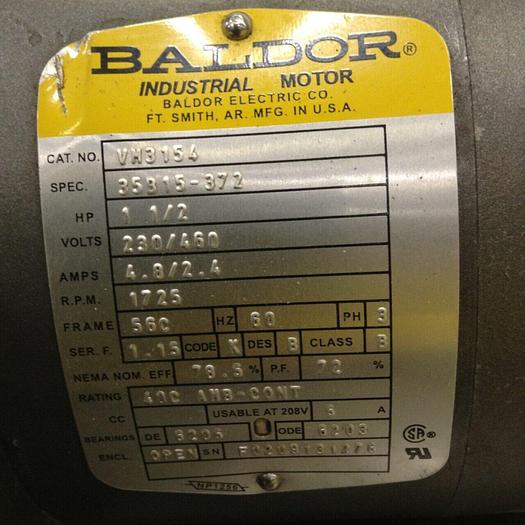 BALDOR®
INDUSTRIAL MOTOR
BALDOR ELECTRIC CO.
FT. SMITH, AR. MFG. IN U.S.A.
CAT. NO. VM3154
SPEC. 35B15-372
HP 1 1/2
VOLTS 230/460
AMPS 4.8/2.4
R.P.M. 1725
FRAME 56C HZ 60 PH 3
SER. F. 1.15 CODE K DES B CLASS B
NEMA NOM. EFF 78.5 % P.F. 72 %
RATING 40C AMB-CONT
CC USABLE AT 208V A
BEARINGS DE 6205 ODE 6203
ENCL. OPEN SN
NP1256
SA®